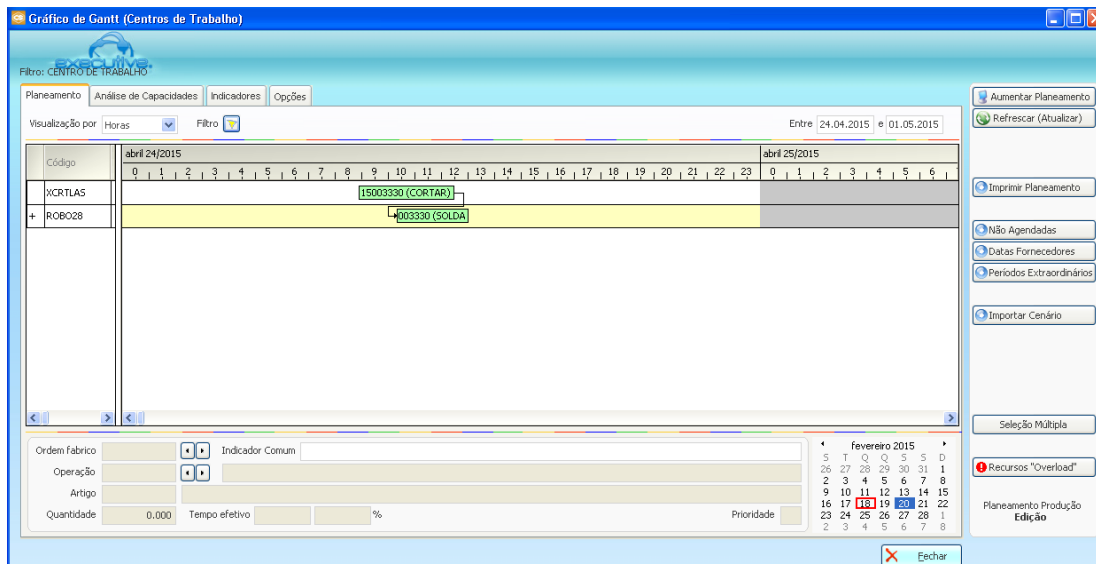 Gráfico de Gantt (Centros de Trabalho)
executive
Filtro: CENTRO DE TRABALHO
Planeamento Análise de Capacidades Indicadores Opções
Visualização por Horas Filtro Entre 24.04.2015 e 01.05.2015
Código abril 24/2015 abril 25/2015
0 1 2 3 4 5 6 7 8 9 10 11 12 13 14 15 16 17 18 19 20 21 22 23 0 1 2 3 4 5 6
XCRTLAS 15003330 (CORTAR)
+ ROBO28 003330 (SOLDA
Aumentar Planeamento
Refrescar (Atualizar)
Imprimir Planeamento
Não Agendadas
Datas Fornecedores
Períodos Extraordinários
Importar Cenário
Seleção Múltipla
Recursos "Overload"
Planeamento Produção
Edição
Ordem fabrico Indicador Comum
Operação
Artigo
Quantidade 0.000 Tempo efetivo % Prioridade
fevereiro 2015
S T Q Q S S D
26 27 28 29 30 31 1
2 3 4 5 6 7 8
9 10 11 12 13 14 15
16 17 18 19 20 21 22
23 24 25 26 27 28 1
2 3 4 5 6 7 8
Fechar